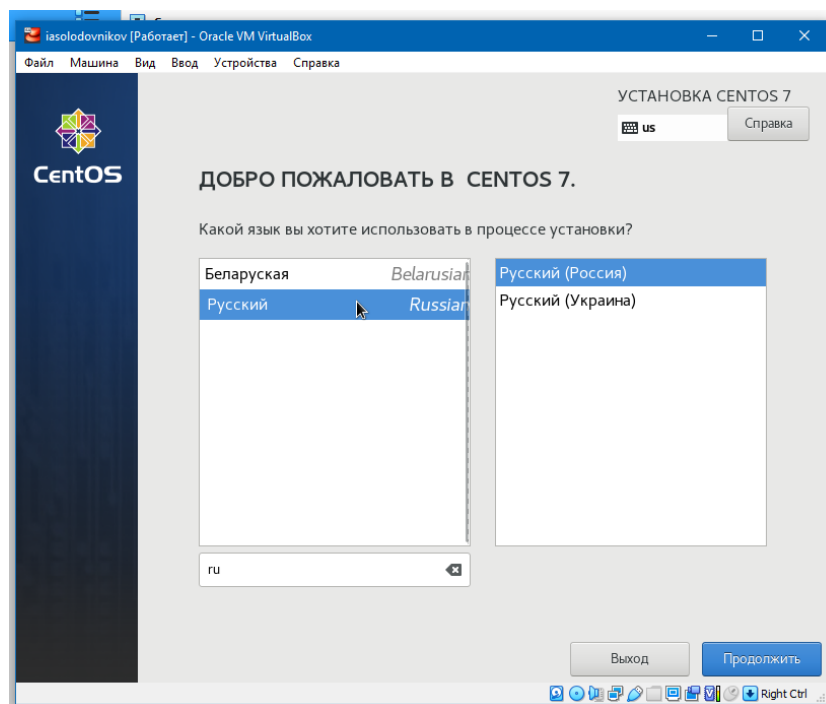 iasolodovnikov [Работает] - Oracle VM VirtualBox
Файл Машина Вид Ввод Устройства Справка
УСТАНОВКА CENTOS 7
us
Справка
CentOS
ДОБРО ПОЖАЛОВАТЬ В CENTOS 7.
Какой язык вы хотите использовать в процессе установки?
Беларуская Belarusian
Русский Russian
Русский (Россия)
Русский (Украина)
ru
Выход
Продолжить
Right Ctrl